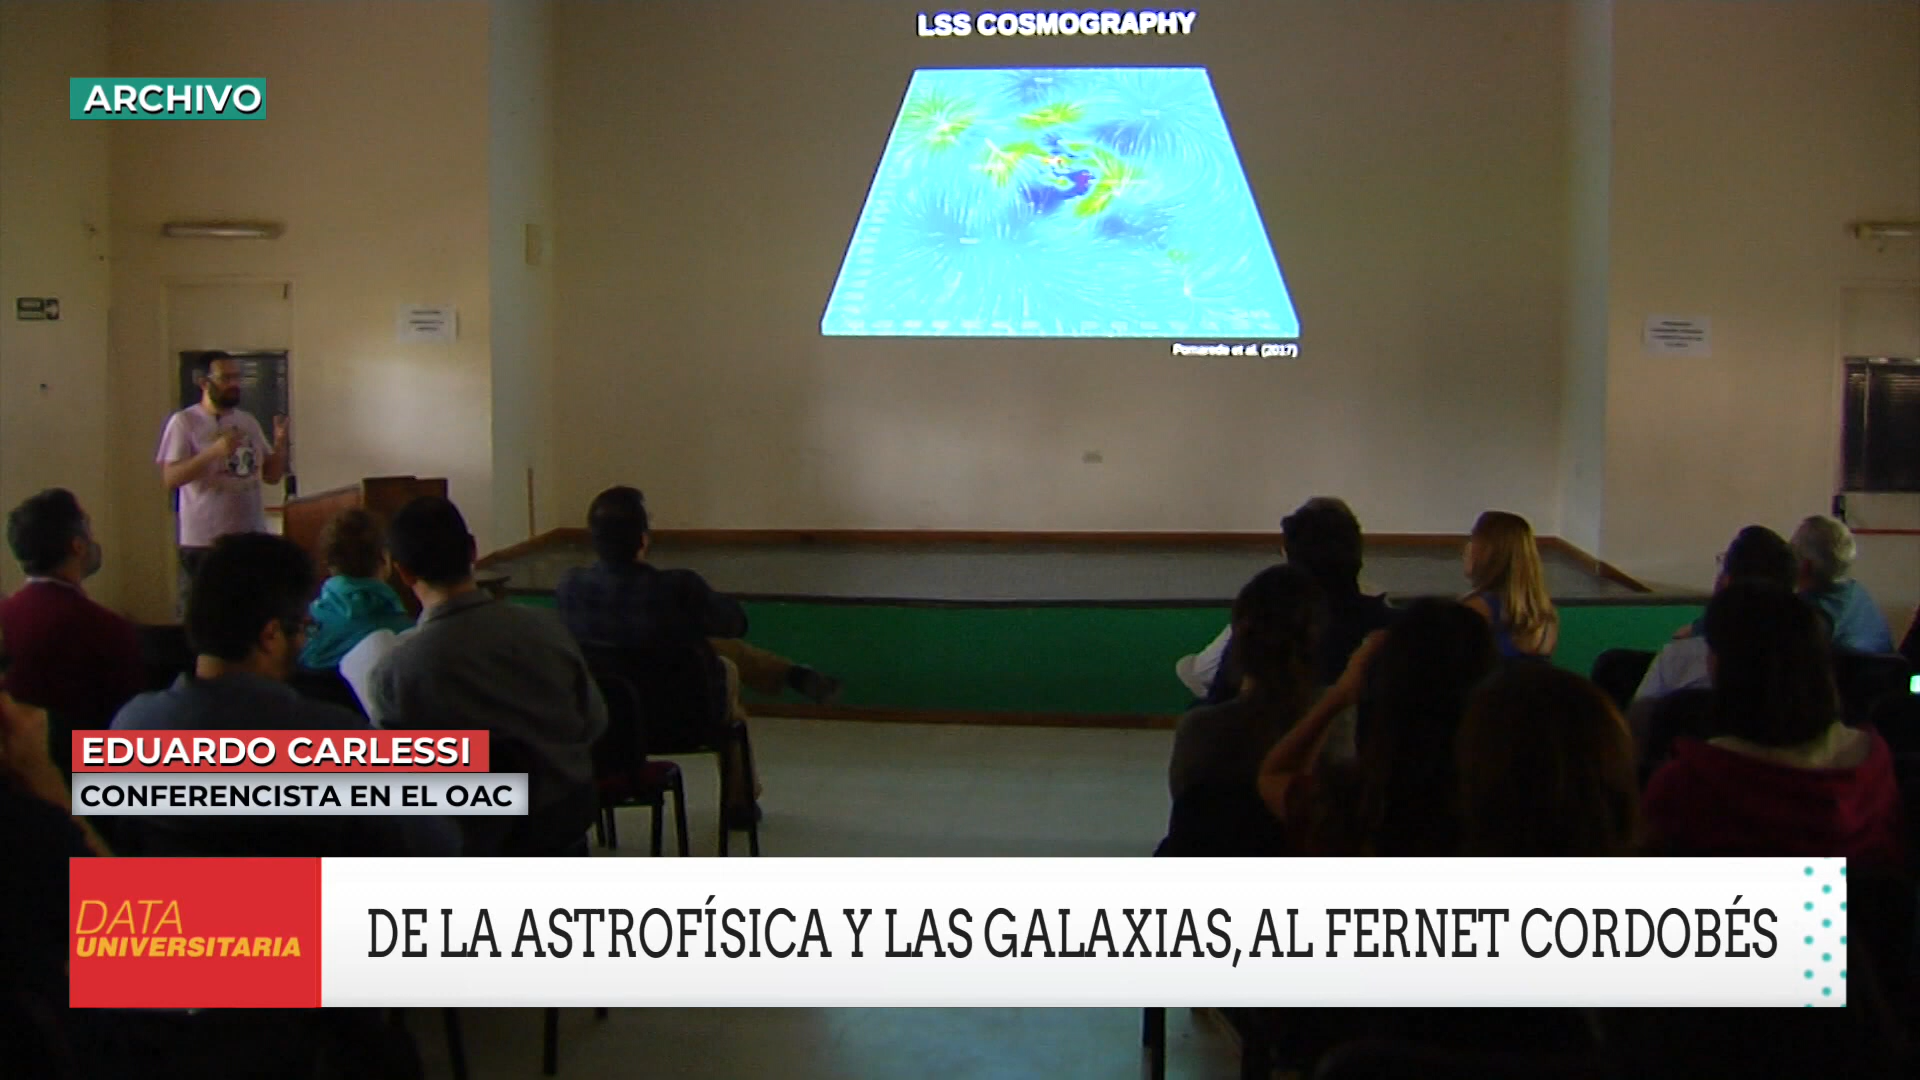 LSS COSMOGRAPHY
ARCHIVO
Pomarede et al. (2017)
EDUARDO CARLESSI
CONFERENCISTA EN EL OAC
DATA
UNIVERSITARIA
DE LA ASTROFÍSICA Y LAS GALAXIAS, AL FERNET CORDOBÉS